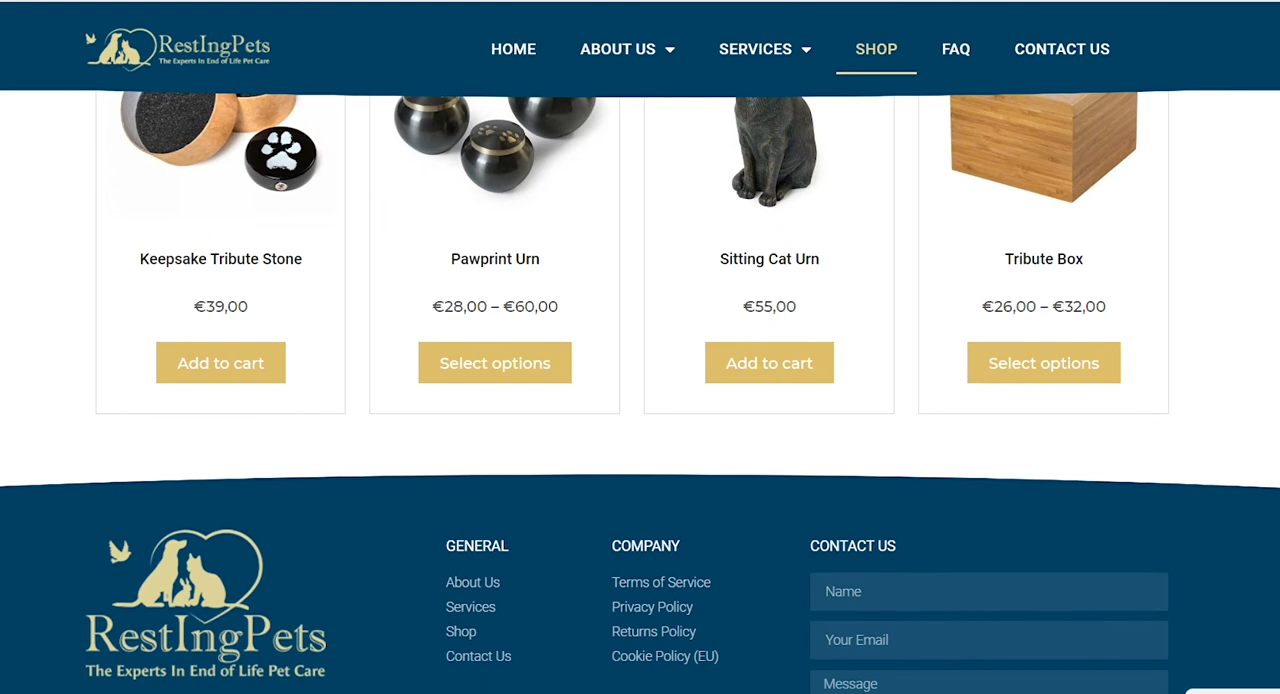 RestIngPets
The Experts In End of Life Pet Care
HOME ABOUT US SERVICES SHOP FAQ CONTACT US
Keepsake Tribute Stone
€39,00
Add to cart
Pawprint Urn
€28,00 – €60,00
Select options
Sitting Cat Urn
€55,00
Add to cart
Tribute Box
€26,00 – €32,00
Select options
RestIngPets
The Experts In End of Life Pet Care
GENERAL
About Us
Services
Shop
Contact Us
COMPANY
Terms of Service
Privacy Policy
Returns Policy
Cookie Policy (EU)
CONTACT US
Name
Your Email
Message